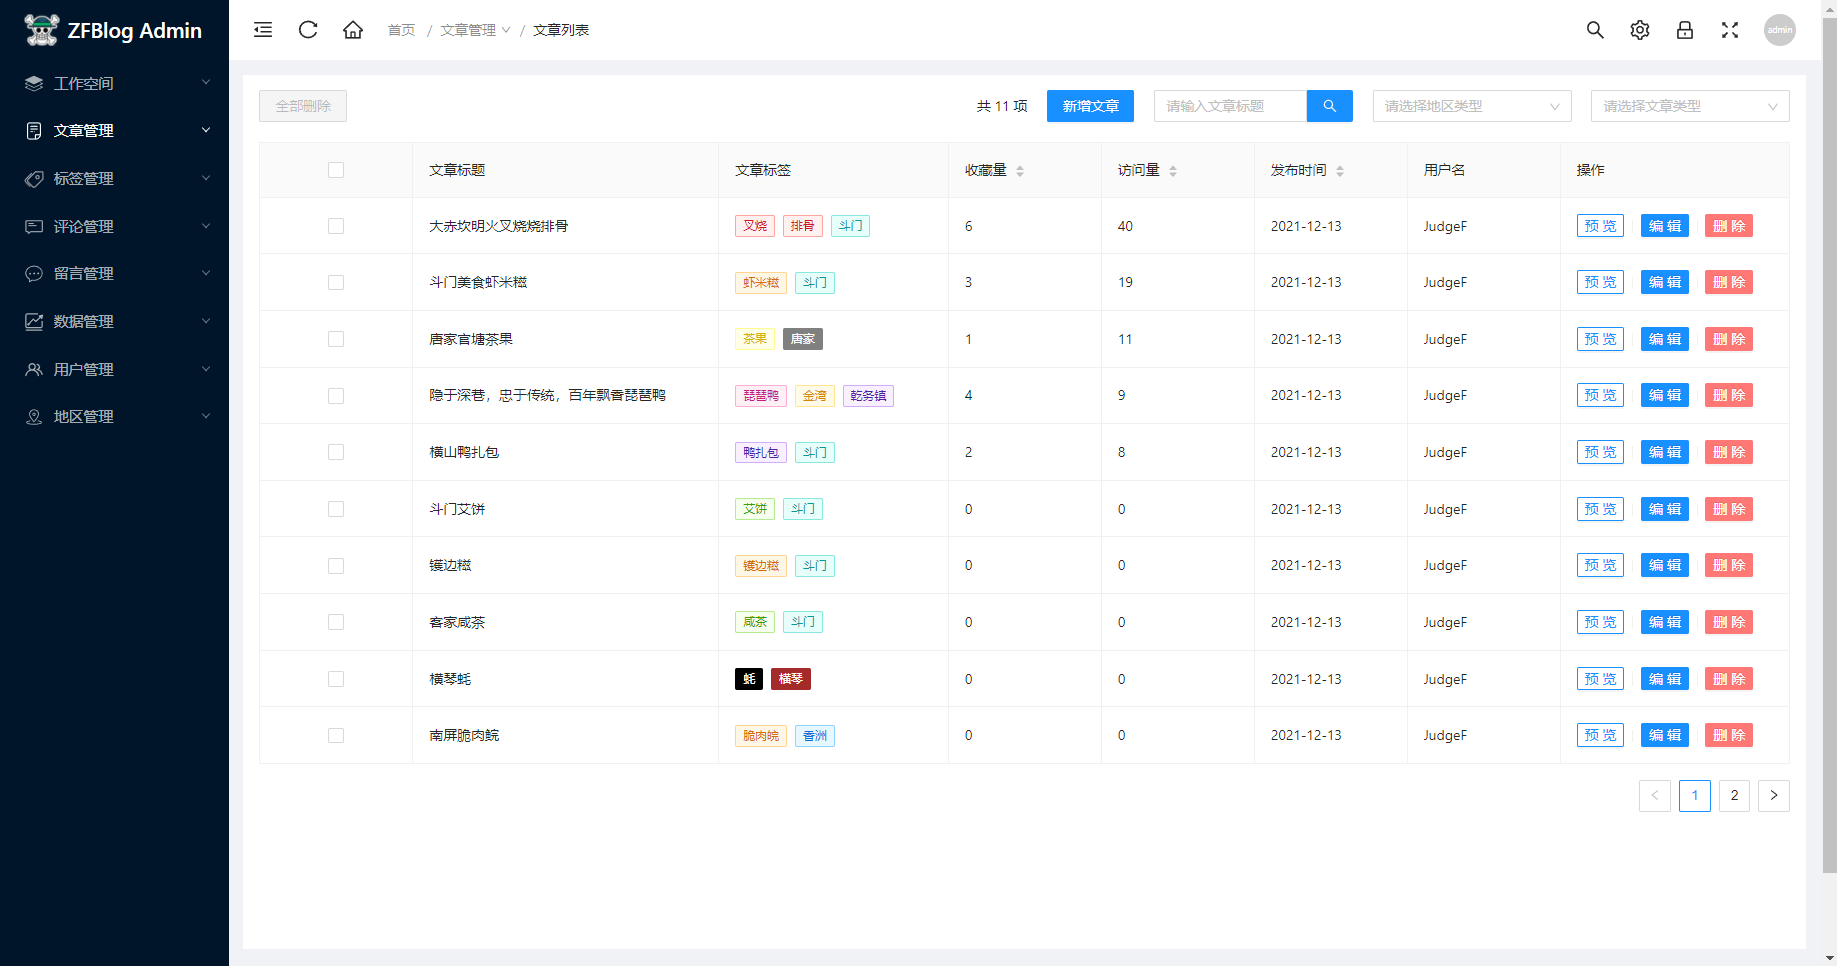 ZFBlog Admin
工作空间
文章管理
标签管理
评论管理
留言管理
数据管理
用户管理
地区管理
首页 / 文章管理 / 文章列表
admin
全部删除 共 11 项 新增文章 请输入文章标题 请选择地区类型 请选择文章类型
文章标题 文章标签 收藏量 访问量 发布时间 用户名 操作
大赤坎明火叉烧烧排骨 叉烧 排骨 斗门 6 40 2021-12-13 JudgeF 预 览 编 辑 删 除
斗门美食虾米糍 虾米糍 斗门 3 19 2021-12-13 JudgeF 预 览 编 辑 删 除
唐家官塘茶果 茶果 唐家 1 11 2021-12-13 JudgeF 预 览 编 辑 删 除
隐于深巷，忠于传统，百年飘香琵琶鸭 琵琶鸭 金湾 乾务镇 4 9 2021-12-13 JudgeF 预 览 编 辑 删 除
横山鸭扎包 鸭扎包 斗门 2 8 2021-12-13 JudgeF 预 览 编 辑 删 除
斗门艾饼 艾饼 斗门 0 0 2021-12-13 JudgeF 预 览 编 辑 删 除
镬边糍 镬边糍 斗门 0 0 2021-12-13 JudgeF 预 览 编 辑 删 除
客家咸茶 咸茶 斗门 0 0 2021-12-13 JudgeF 预 览 编 辑 删 除
横琴蚝 蚝 横琴 0 0 2021-12-13 JudgeF 预 览 编 辑 删 除
南屏脆肉鲩 脆肉皖 香洲 0 0 2021-12-13 JudgeF 预 览 编 辑 删 除
< 1 2 >